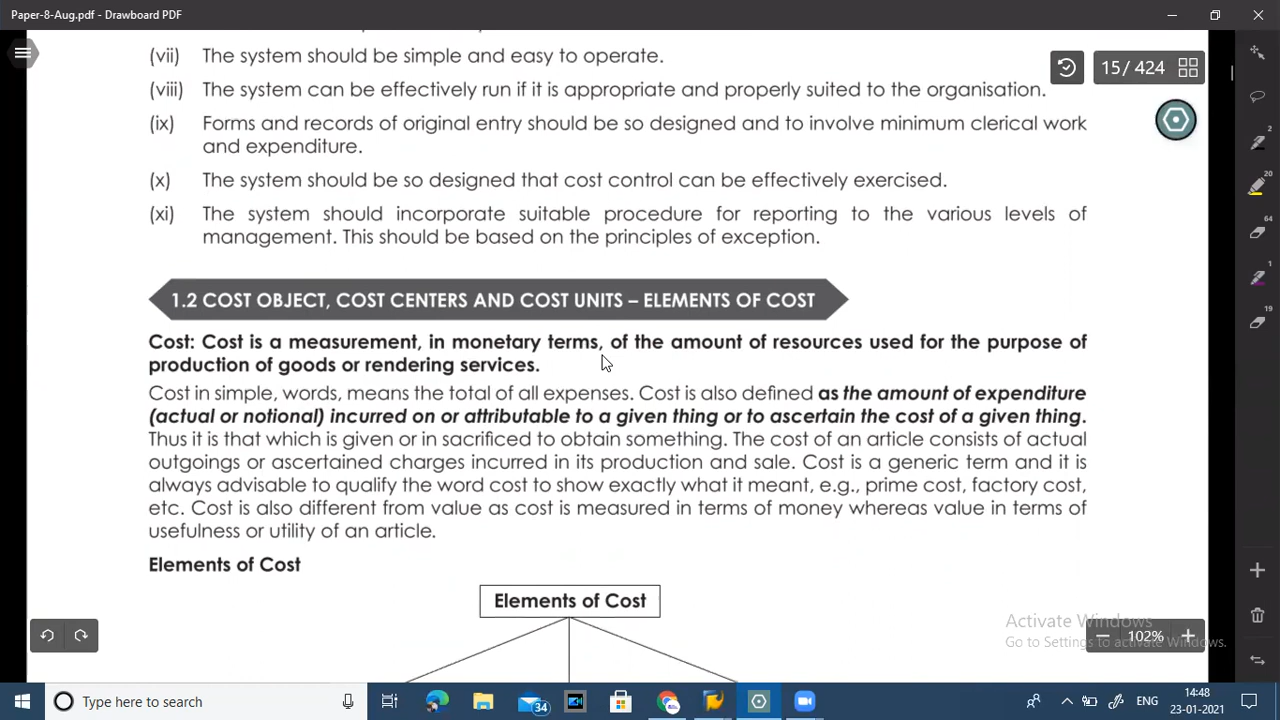 Paper-8-Aug.pdf - Drawboard PDF
(vii) The system should be simple and easy to operate.
15/ 424
(viii) The system can be effectively run if it is appropriate and properly suited to the organisation.
(ix) Forms and records of original entry should be so designed and to involve minimum clerical work
and expenditure.
(x) The system should be so designed that cost control can be effectively exercised.
(xi) The system should incorporate suitable procedure for reporting to the various levels of
management. This should be based on the principles of exception.
1.2 COST OBJECT, COST CENTERS AND COST UNITS – ELEMENTS OF COST
Cost: Cost is a measurement, in monetary terms, of the amount of resources used for the purpose of
production of goods or rendering services.
Cost in simple, words, means the total of all expenses. Cost is also defined as the amount of expenditure
(actual or notional) incurred on or attributable to a given thing or to ascertain the cost of a given thing.
Thus it is that which is given or in sacrificed to obtain something. The cost of an article consists of actual
outgoings or ascertained charges incurred in its production and sale. Cost is a generic term and it is
always advisable to qualify the word cost to show exactly what it meant, e.g., prime cost, factory cost,
etc. Cost is also different from value as cost is measured in terms of money whereas value in terms of
usefulness or utility of an article.
Elements of Cost
Elements of Cost
Activate Windows
Go to Settings to activate Windows.
102%
2
20
64
1
19
Type here to search
34
ENG
14:48
23-01-2021